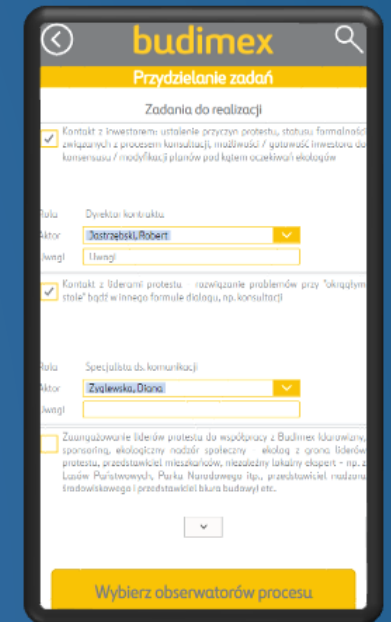 budimex
Przydzielanie zadań
Zadania do realizacji
Kontakt z inwestorem: ustalenie przyczyn protestu, statusu formalności
związanych z procesem konsultacji, możliwości / gotowość inwestora do
konsensusu / modyfikacji planów pod kątem oczekiwań ekologów
Rola Dyrektor kontraktu
Aktor Jastrzębski, Robert
Uwagi Uwagi
Kontakt z liderami protestu - rozwiązanie problemów przy "okrągłym
stole" bądź w innego formule dialogu, np. konsultacji
Rola Specjalista ds. komunikacji
Aktor Zyglewska, Diana
Uwagi
Zaangażowanie liderów protestu do współpracy z Budimex (darowizny,
sponsoring, ekologiczny nadzór społeczny - ekolog z grona liderów
protestu, przedstawiciel mieszkańców, niezależny lokalny ekspert - np. z
Lasów Państwowych, Parku Narodowego itp., przedstawiciel nadzoru
środowiskowego i przedstawiciel biura budowy) etc.
Wybierz obserwatorów procesu